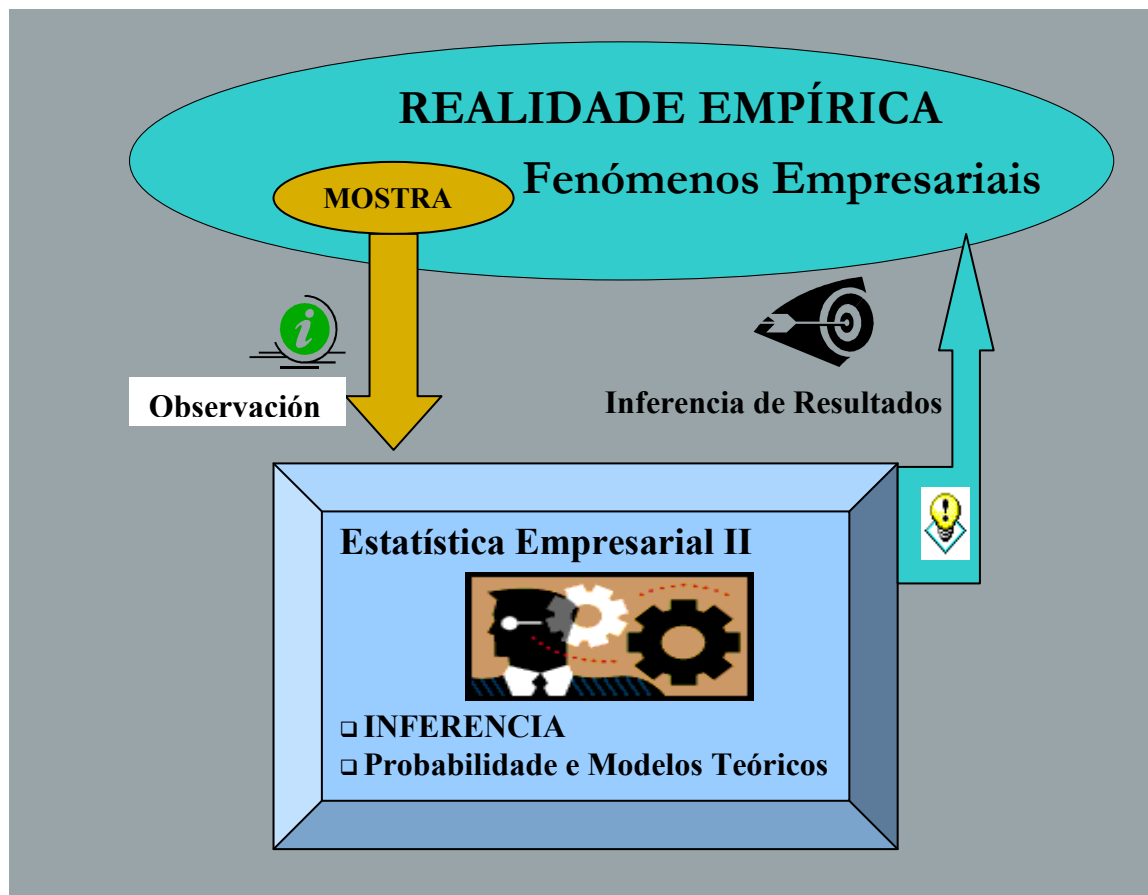 REALIDADE EMPÍRICA
Fenómenos Empresariais
MOSTRA
i
Observación
Inferencia de Resultados
Estatística Empresarial II
INFERENCIA
Probabilidade e Modelos Teóricos